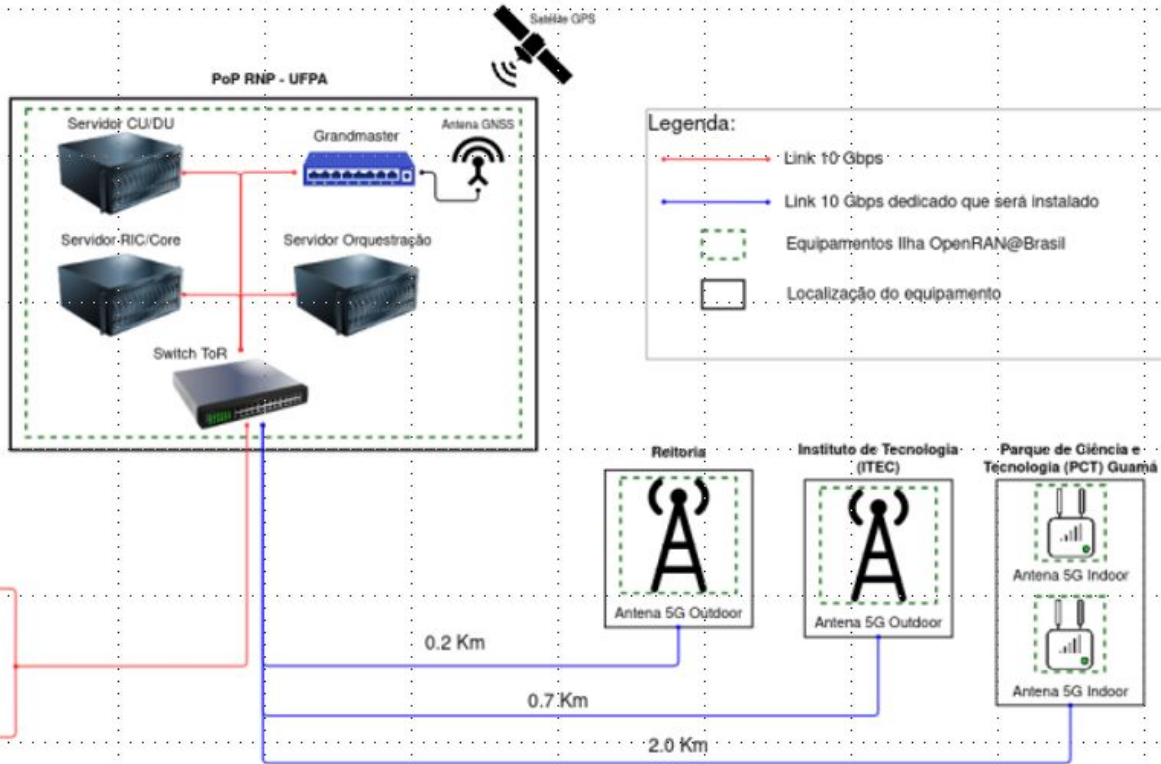 Satélite GPS
PoP RNP - UFPA
Servidor CU/DU
Grandmaster
Antena GNSS
Servidor RIC/Core
Servidor Orquestração
Switch ToR
Legenda:
Link 10 Gbps
Link 10 Gbps dedicado que será instalado
Equipamentos Ilha OpenRAN@Brasil
Localização do equipamento
Reitoria
Antena 5G Outdoor
Instituto de Tecnologia
(ITEC)
Antena 5G Outdoor
Parque de Ciência e
Tecnologia (PCT) Guamá
Antena 5G Indoor
Antena 5G Indoor
0.2 Km
0.7 Km
2.0 Km